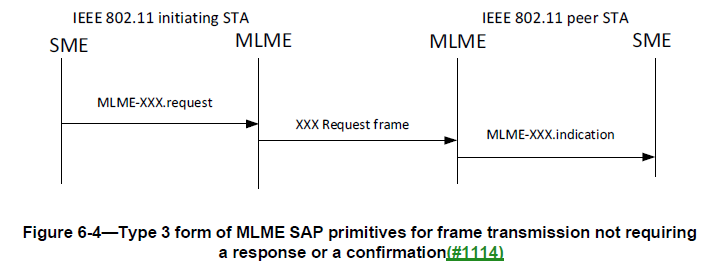 IEEE 802.11 initiating STA
IEEE 802.11 peer STA
SME
MLME
MLME
SME
MLME-XXX.request
XXX Request frame
MLME-XXX.indication
Figure 6-4—Type 3 form of MLME SAP primitives for frame transmission not requiring
a response or a confirmation(#1114)